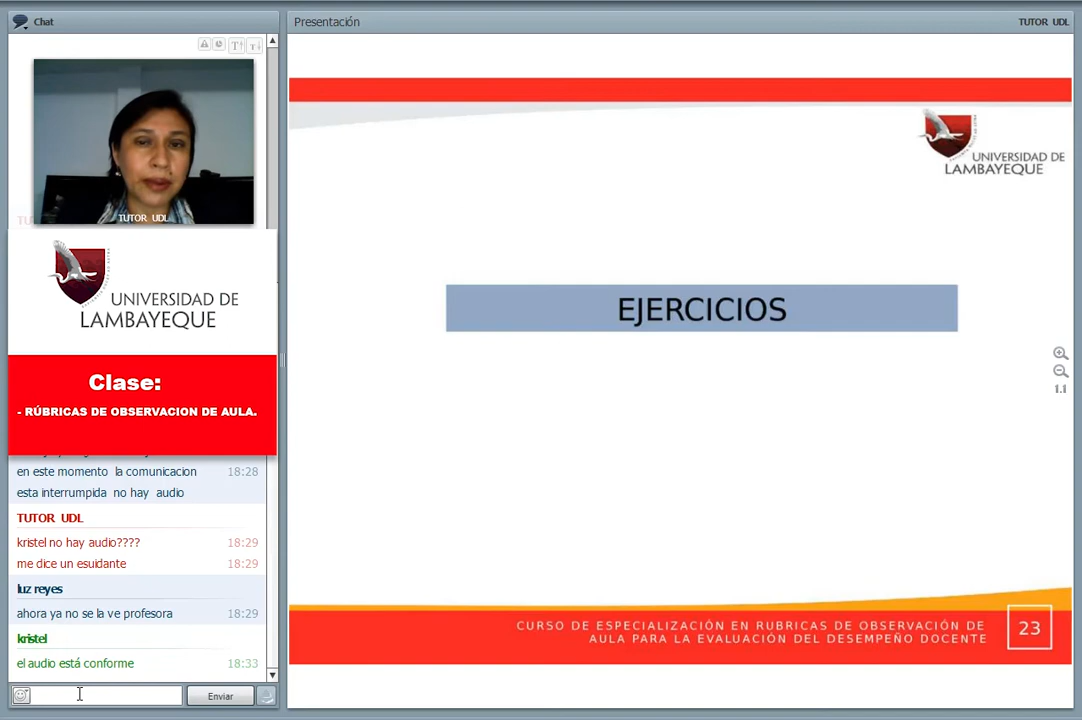 Chat
TUTOR UDL
UNIVERSIDAD DE
LAMBAYEQUE
Clase:
- RÚBRICAS DE OBSERVACION DE AULA.
en este momento la comunicacion 18:28
esta interrumpida no hay audio
TUTOR UDL
kristel no hay audio???? 18:29
me dice un esuidante 18:29
luz reyes
ahora ya no se la ve profesora 18:29
kristel
el audio está conforme 18:33
Enviar
Presentación
TUTOR UDL
UNIVERSIDAD DE
LAMBAYEQUE
EJERCICIOS
1.1
CURSO DE ESPECIALIZACIÓN EN RUBRICAS DE OBSERVACIÓN DE
AULA PARA LA EVALUACIÓN DEL DESEMPEÑO DOCENTE
23